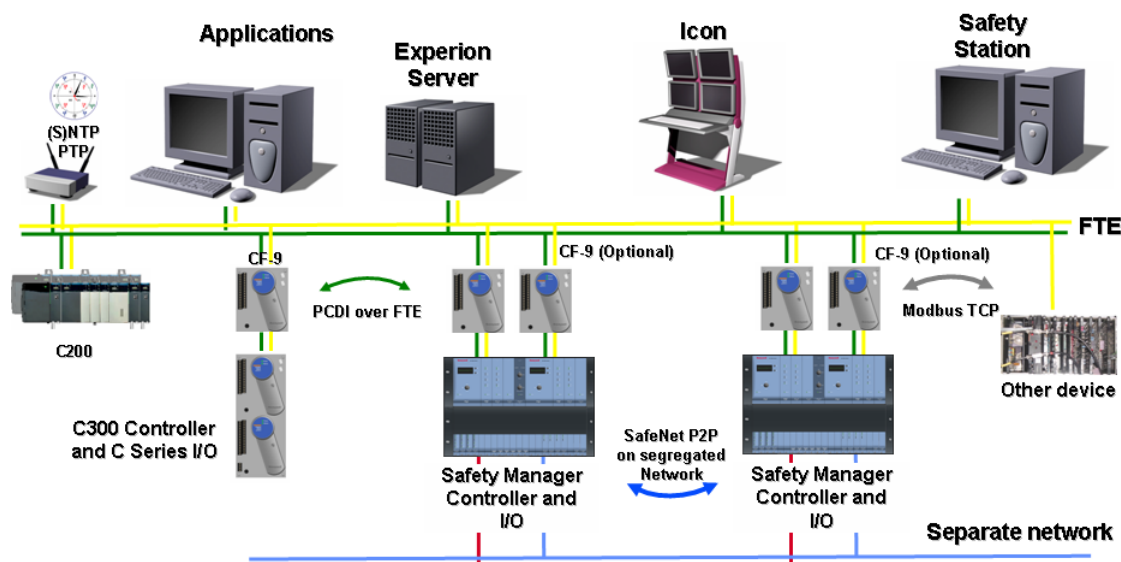 Applications
Experion
Server
Icon
Safety
Station
(S)NTP
PTP
FTE
CF-9
CF-9 (Optional)
CF-9 (Optional)
PCDI over FTE
Modbus TCP
C200
Other device
C300 Controller
and C Series I/O
SafeNet P2P
on segregated
Network
Safety Manager
Controller and
I/O
Safety Manager
Controller and
I/O
Separate network